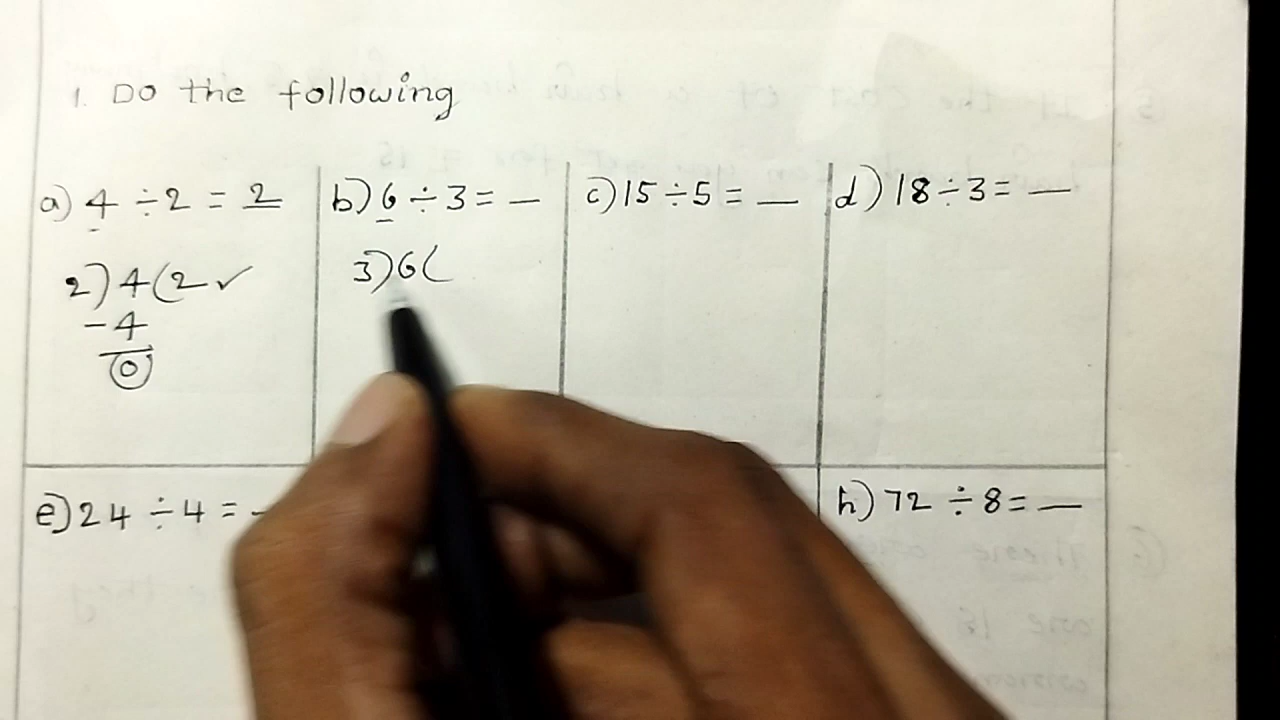 1. Do the following
a) 4 ÷ 2 = 2
2) 4 ( 2 ✓
- 4
0
b) 6 ÷ 3 = _
3) 6 (
c) 15 ÷ 5 = _
d) 18 ÷ 3 = _
e) 24 ÷ 4 = _
h) 72 ÷ 8 = _